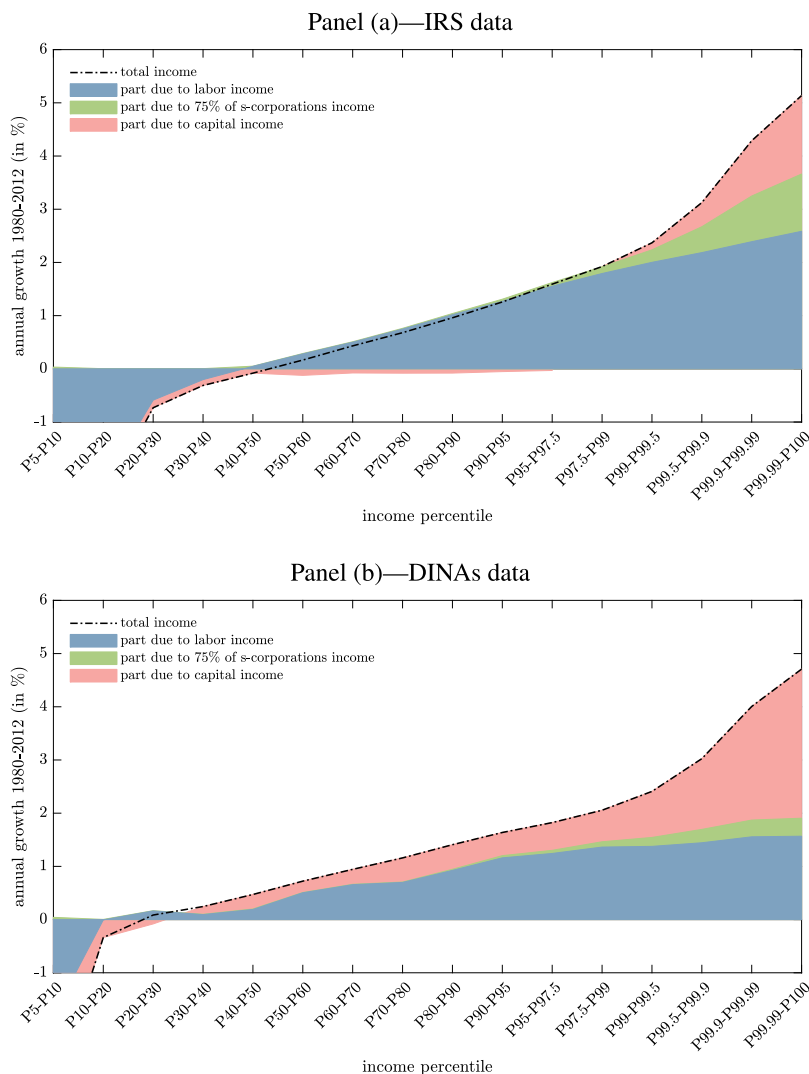 Panel (a)—IRS data
6
5
4
3
2
1
0
-1
annual growth 1980-2012 (in %)
total income
part due to labor income
part due to 75% of s-corporations income
part due to capital income
P5-P10
P10-P20
P20-P30
P30-P40
P40-P50
P50-P60
P60-P70
P70-P80
P80-P90
P90-P95
P95-P97.5
P97.5-P99
P99-P99.5
P99.5-P99.9
P99.9-P99.99
P99.99-P100
income percentile
Panel (b)—DINAs data
6
5
4
3
2
1
0
-1
annual growth 1980-2012 (in %)
total income
part due to labor income
part due to 75% of s-corporations income
part due to capital income
P5-P10
P10-P20
P20-P30
P30-P40
P40-P50
P50-P60
P60-P70
P70-P80
P80-P90
P90-P95
P95-P97.5
P97.5-P99
P99-P99.5
P99.5-P99.9
P99.9-P99.99
P99.99-P100
income percentile